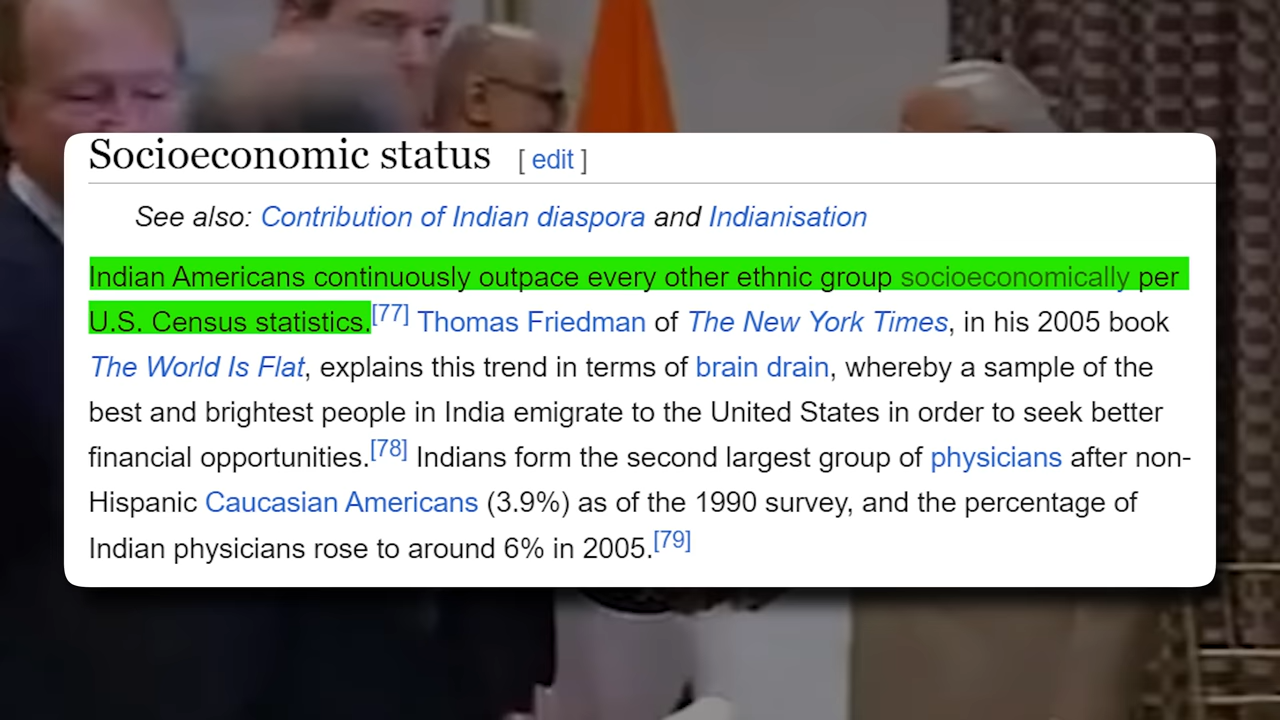 Socioeconomic status [ edit ]
See also: Contribution of Indian diaspora and Indianisation
Indian Americans continuously outpace every other ethnic group socioeconomically per
U.S. Census statistics.[77] Thomas Friedman of The New York Times, in his 2005 book
The World Is Flat, explains this trend in terms of brain drain, whereby a sample of the
best and brightest people in India emigrate to the United States in order to seek better
financial opportunities.[78] Indians form the second largest group of physicians after non-
Hispanic Caucasian Americans (3.9%) as of the 1990 survey, and the percentage of
Indian physicians rose to around 6% in 2005.[79]